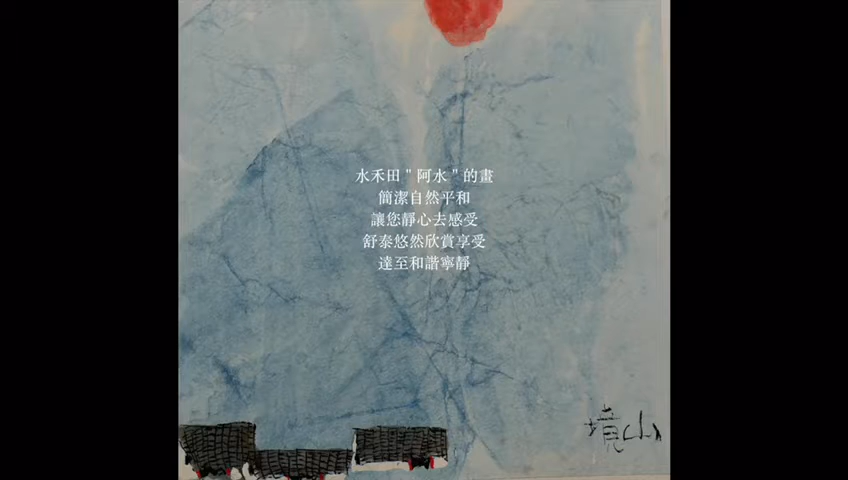 水禾田"阿水"的畫
簡潔自然平和
讓您靜心去感受
舒泰悠然欣賞享受
達至和諧寧靜
境山